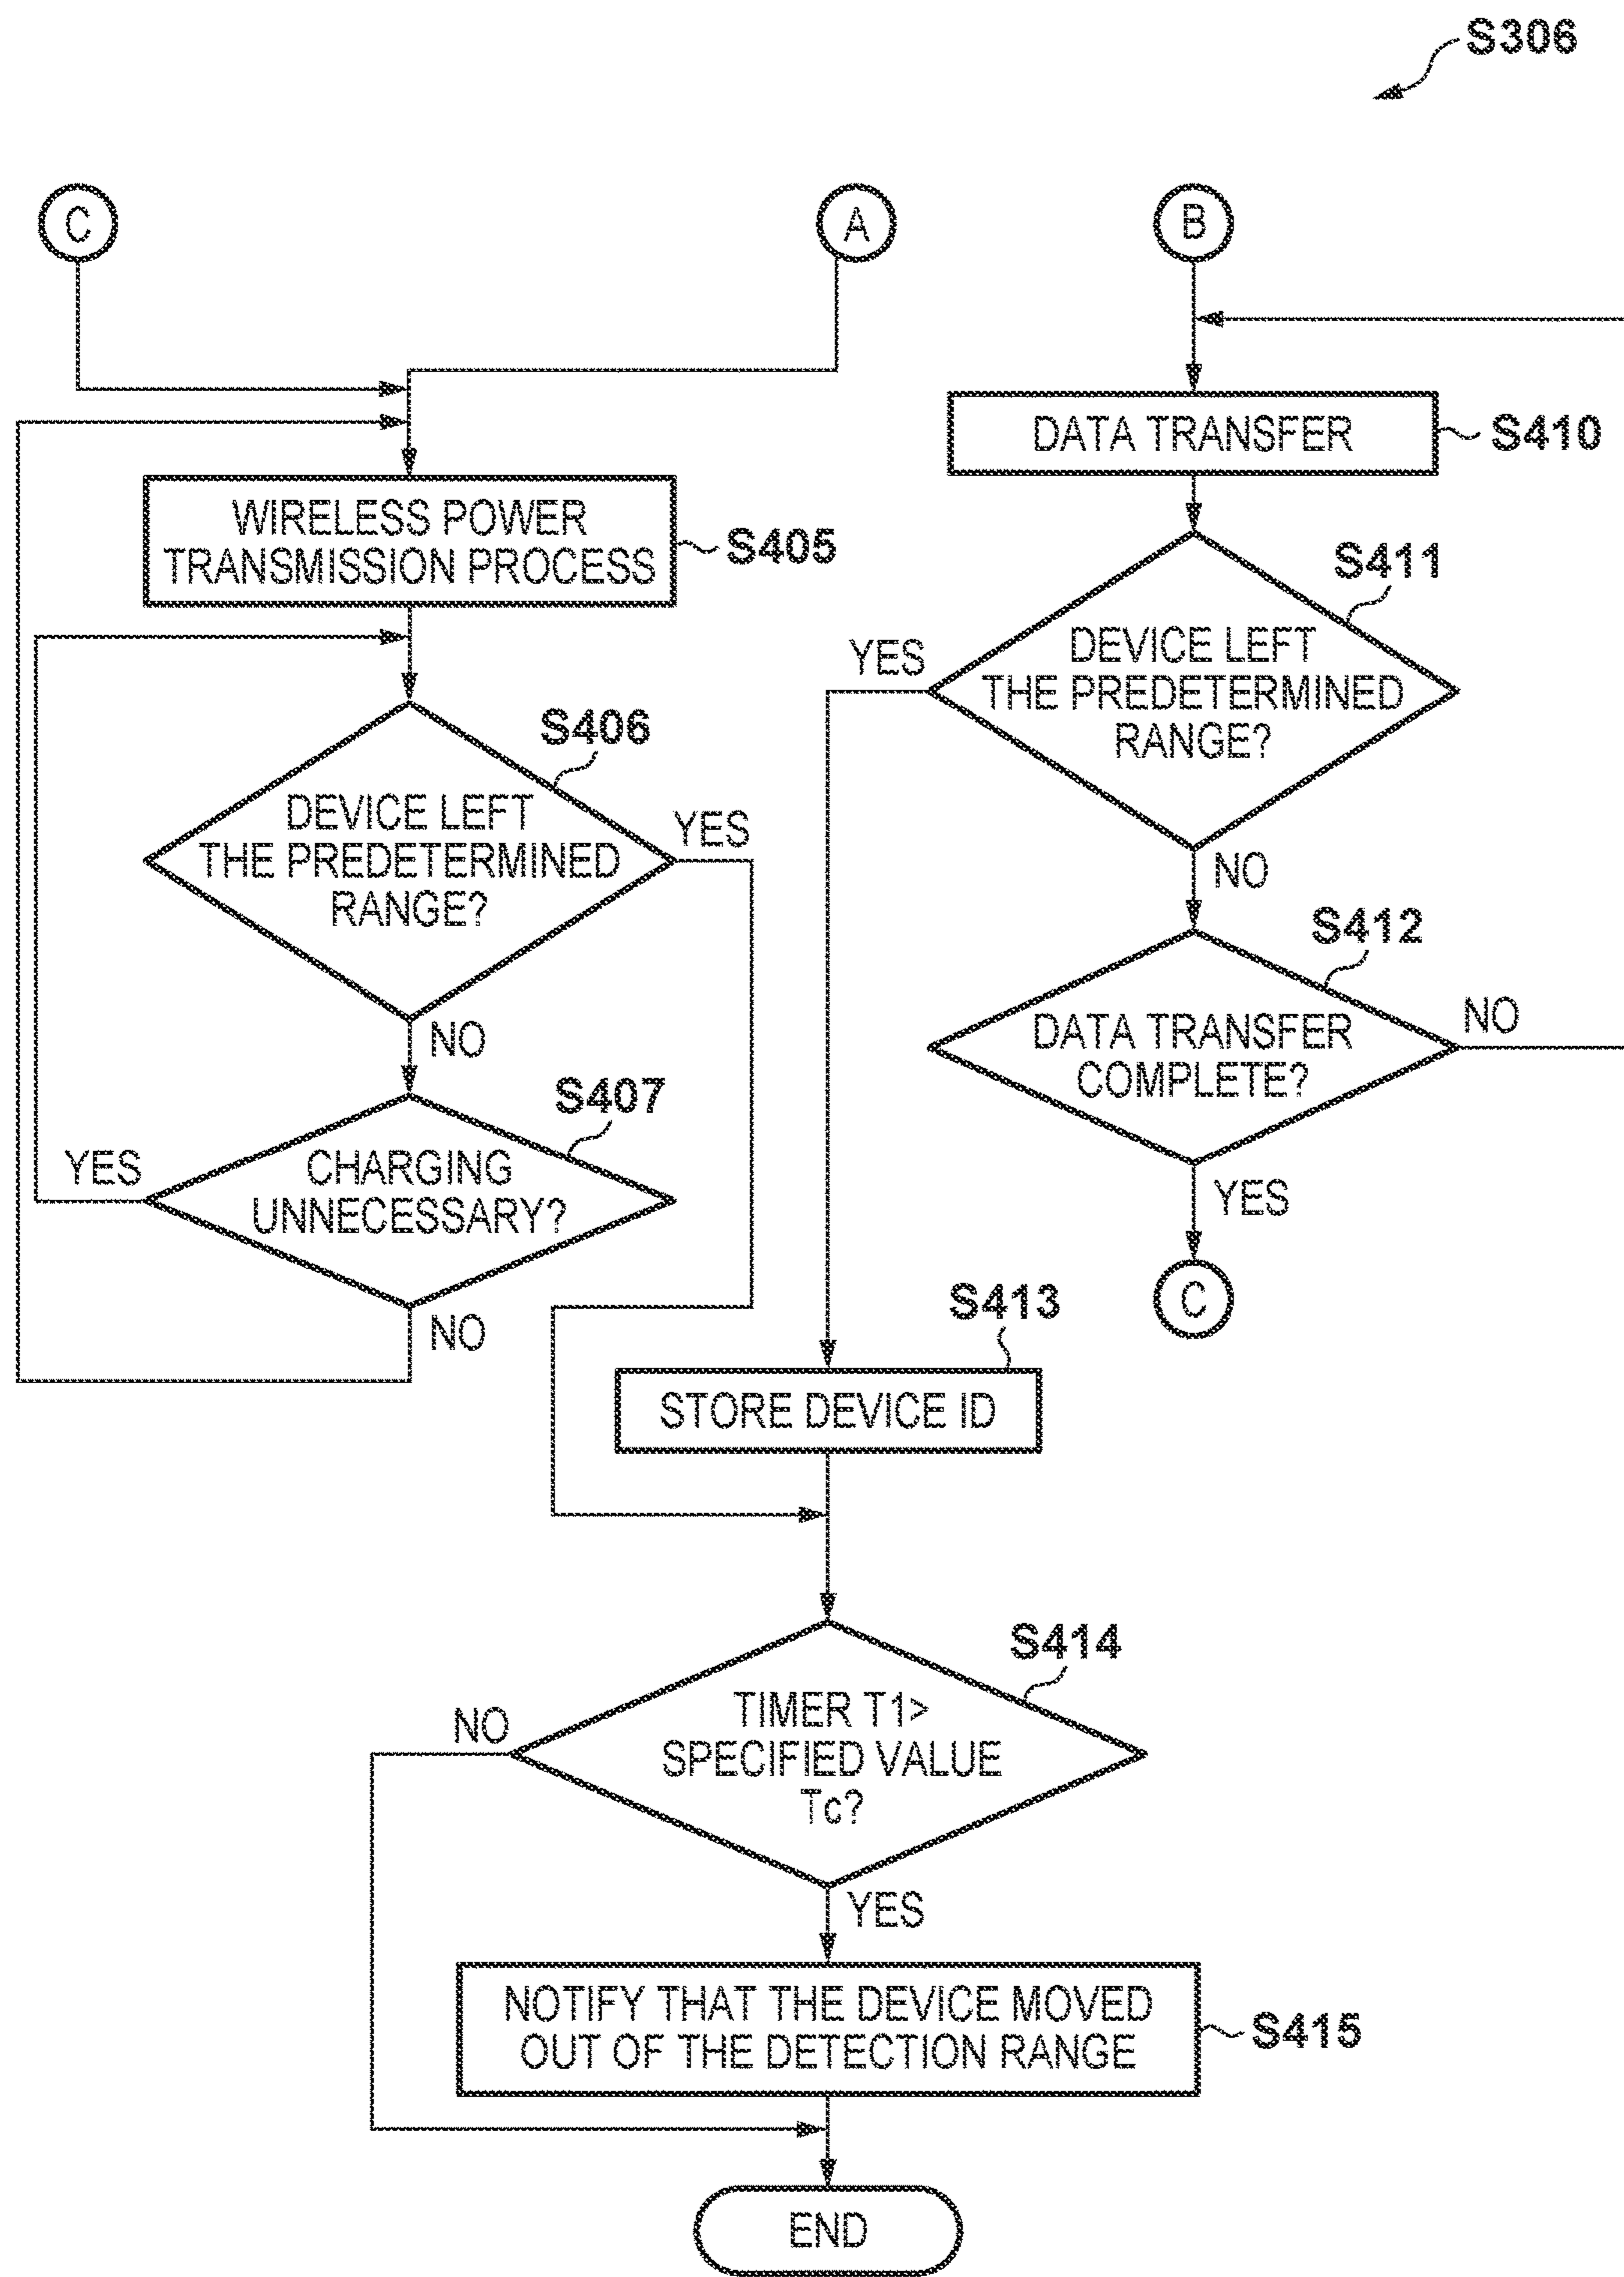 S306
C
A
B
DATA TRANSFER
S410
WIRELESS POWER
TRANSMISSION PROCESS
S405
S411
DEVICE LEFT
THE PREDETERMINED
RANGE?
YES
NO
S406
DEVICE LEFT
THE PREDETERMINED
RANGE?
YES
NO
S412
DATA TRANSFER
COMPLETE?
NO
YES
C
S407
CHARGING
UNNECESSARY?
YES
NO
S413
STORE DEVICE ID
S414
TIMER T1>
SPECIFIED VALUE
Tc?
NO
YES
NOTIFY THAT THE DEVICE MOVED
OUT OF THE DETECTION RANGE
S415
END